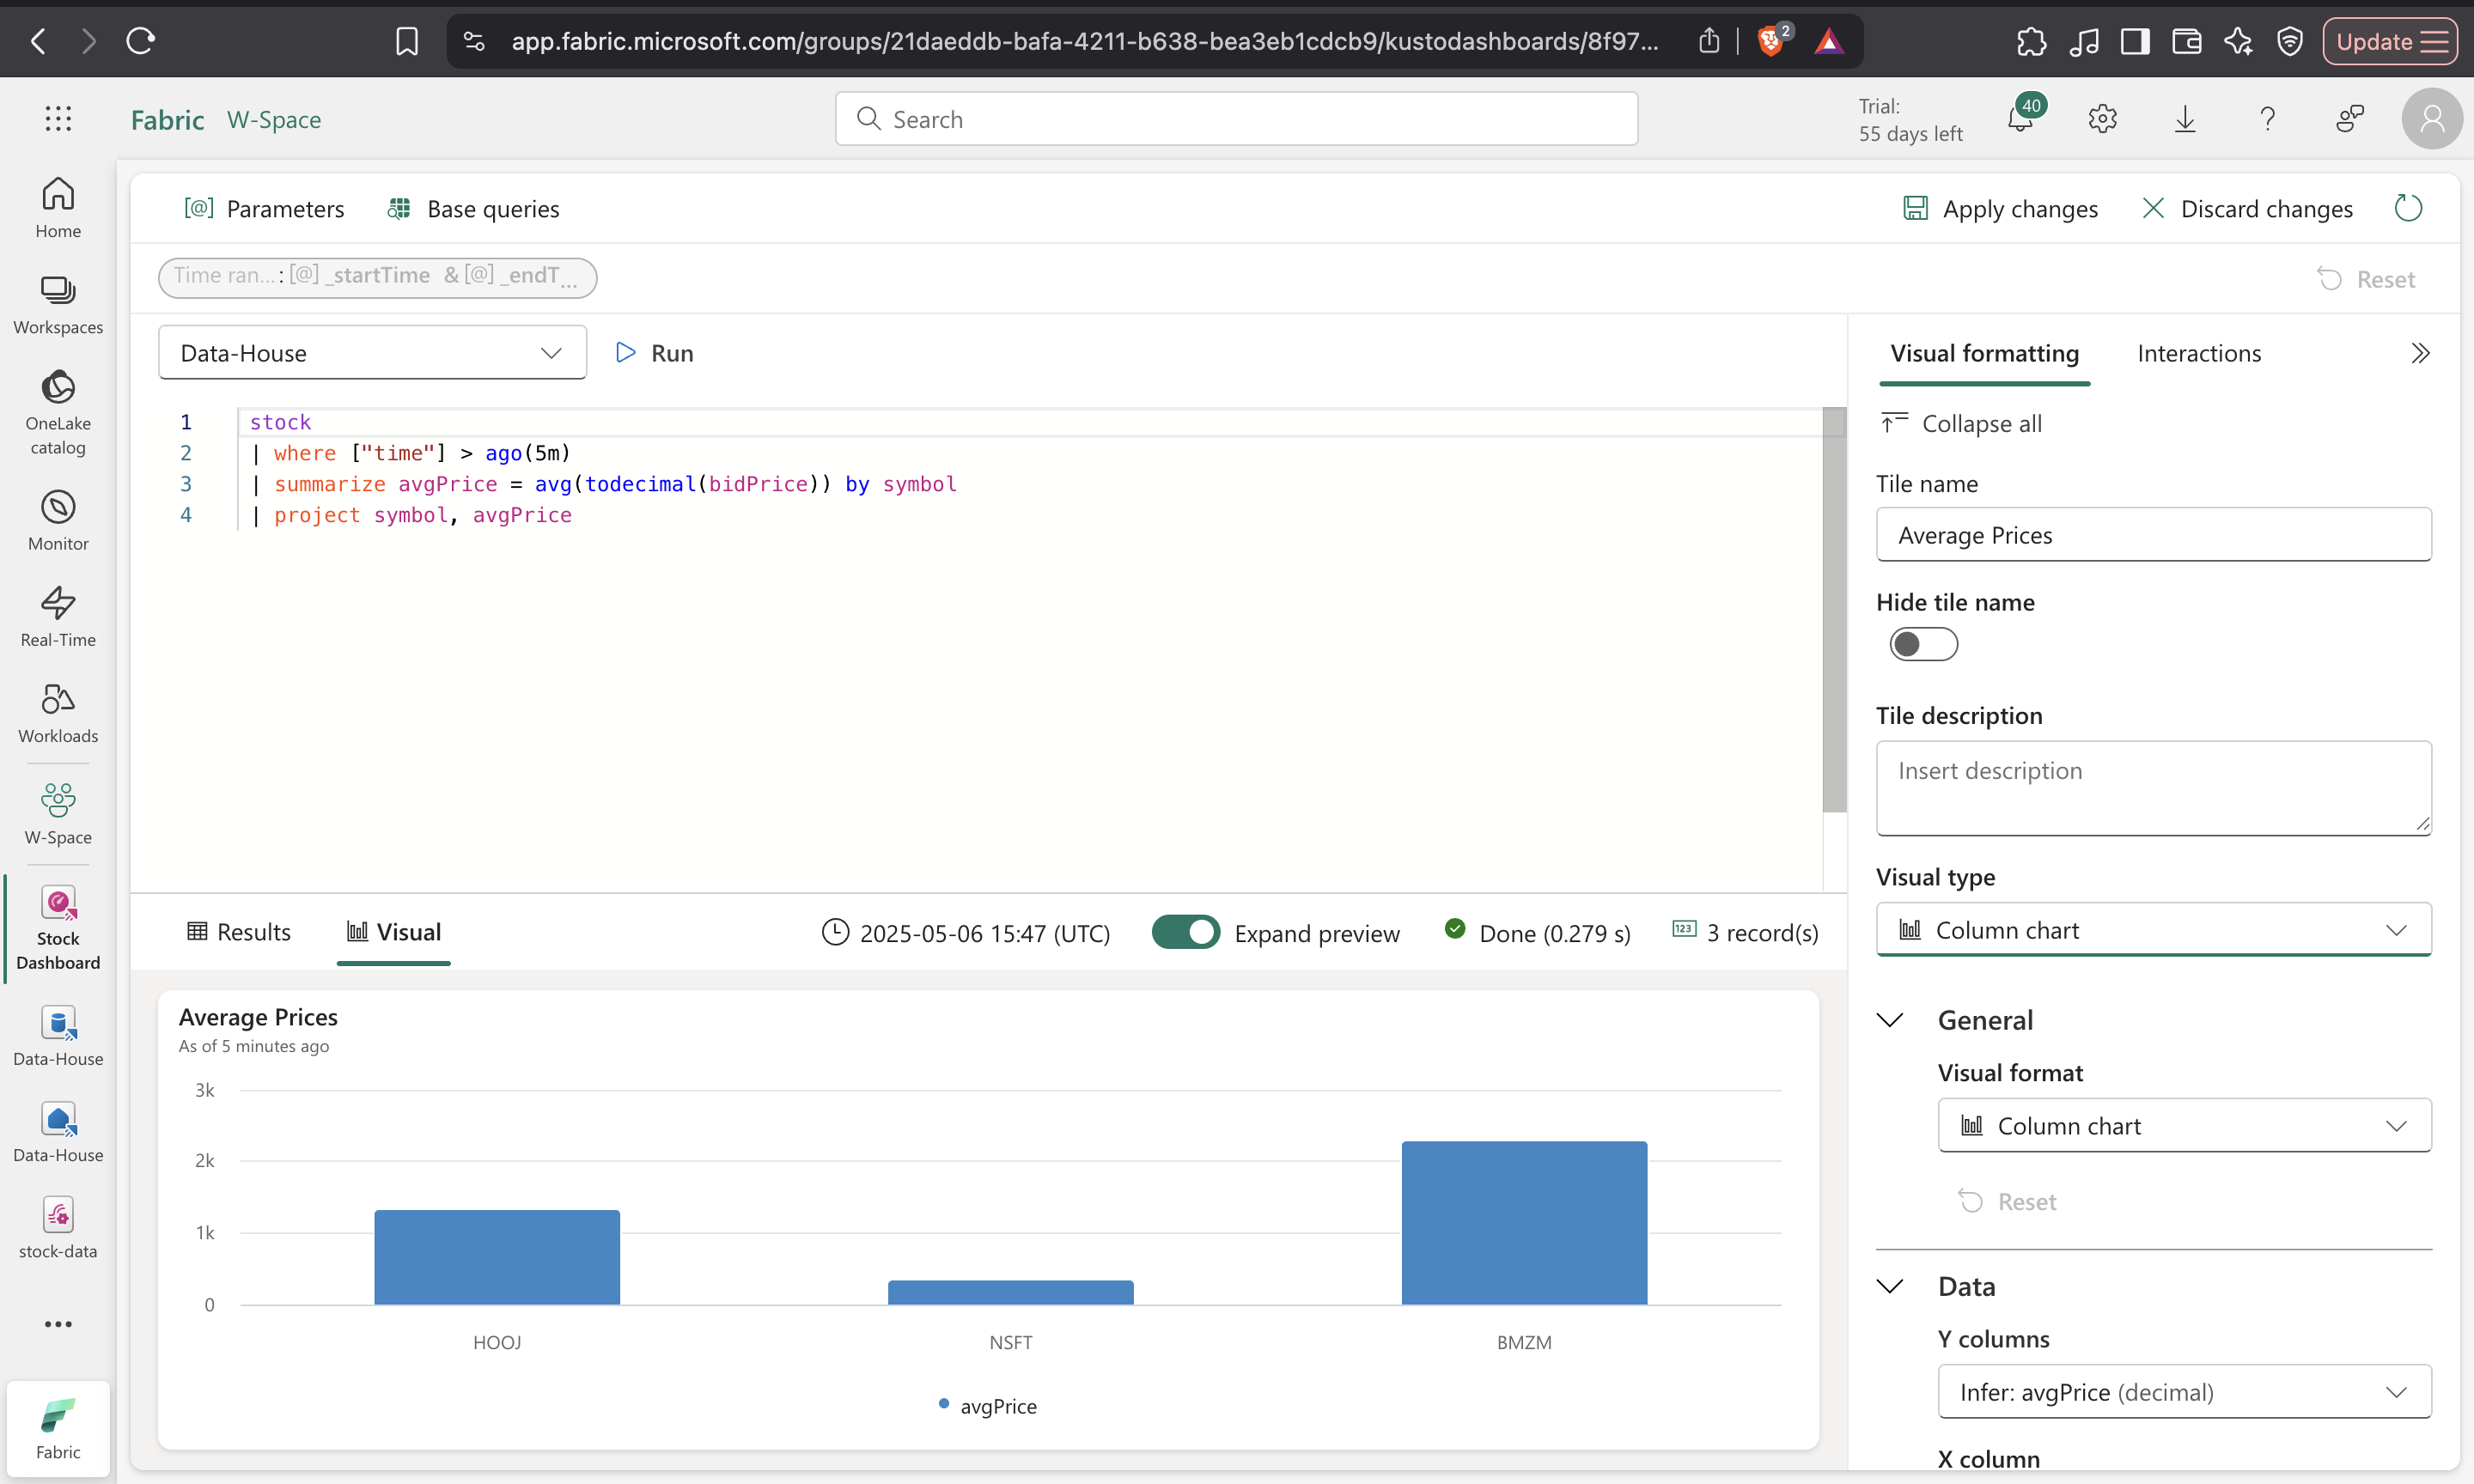 app.fabric.microsoft.com/groups/21daeddb-bafa-4211-b638-bea3eb1cdcb9/kustodashboards/8f97...
2
Update
Fabric W-Space
Search
Trial:
55 days left
40
Home
Workspaces
OneLake
catalog
Monitor
Real-Time
Workloads
W-Space
Stock
Dashboard
Data-House
Data-House
stock-data
Fabric
[@] Parameters
Base queries
Apply changes
Discard changes
Time ran... : [@] _startTime & [@] _endT...
Reset
Data-House
Run
1 stock
2 | where ["time"] > ago(5m)
3 | summarize avgPrice = avg(todecimal(bidPrice)) by symbol
4 | project symbol, avgPrice
Results
Visual
2025-05-06 15:47 (UTC)
Expand preview
Done (0.279 s)
123
3 record(s)
Average Prices
As of 5 minutes ago
3k
2k
1k
0
HOOJ
NSFT
BMZM
avgPrice
Visual formatting
Interactions
Collapse all
Tile name
Average Prices
Hide tile name
Tile description
Insert description
Visual type
Column chart
General
Visual format
Column chart
Reset
Data
Y columns
Infer: avgPrice (decimal)
X column